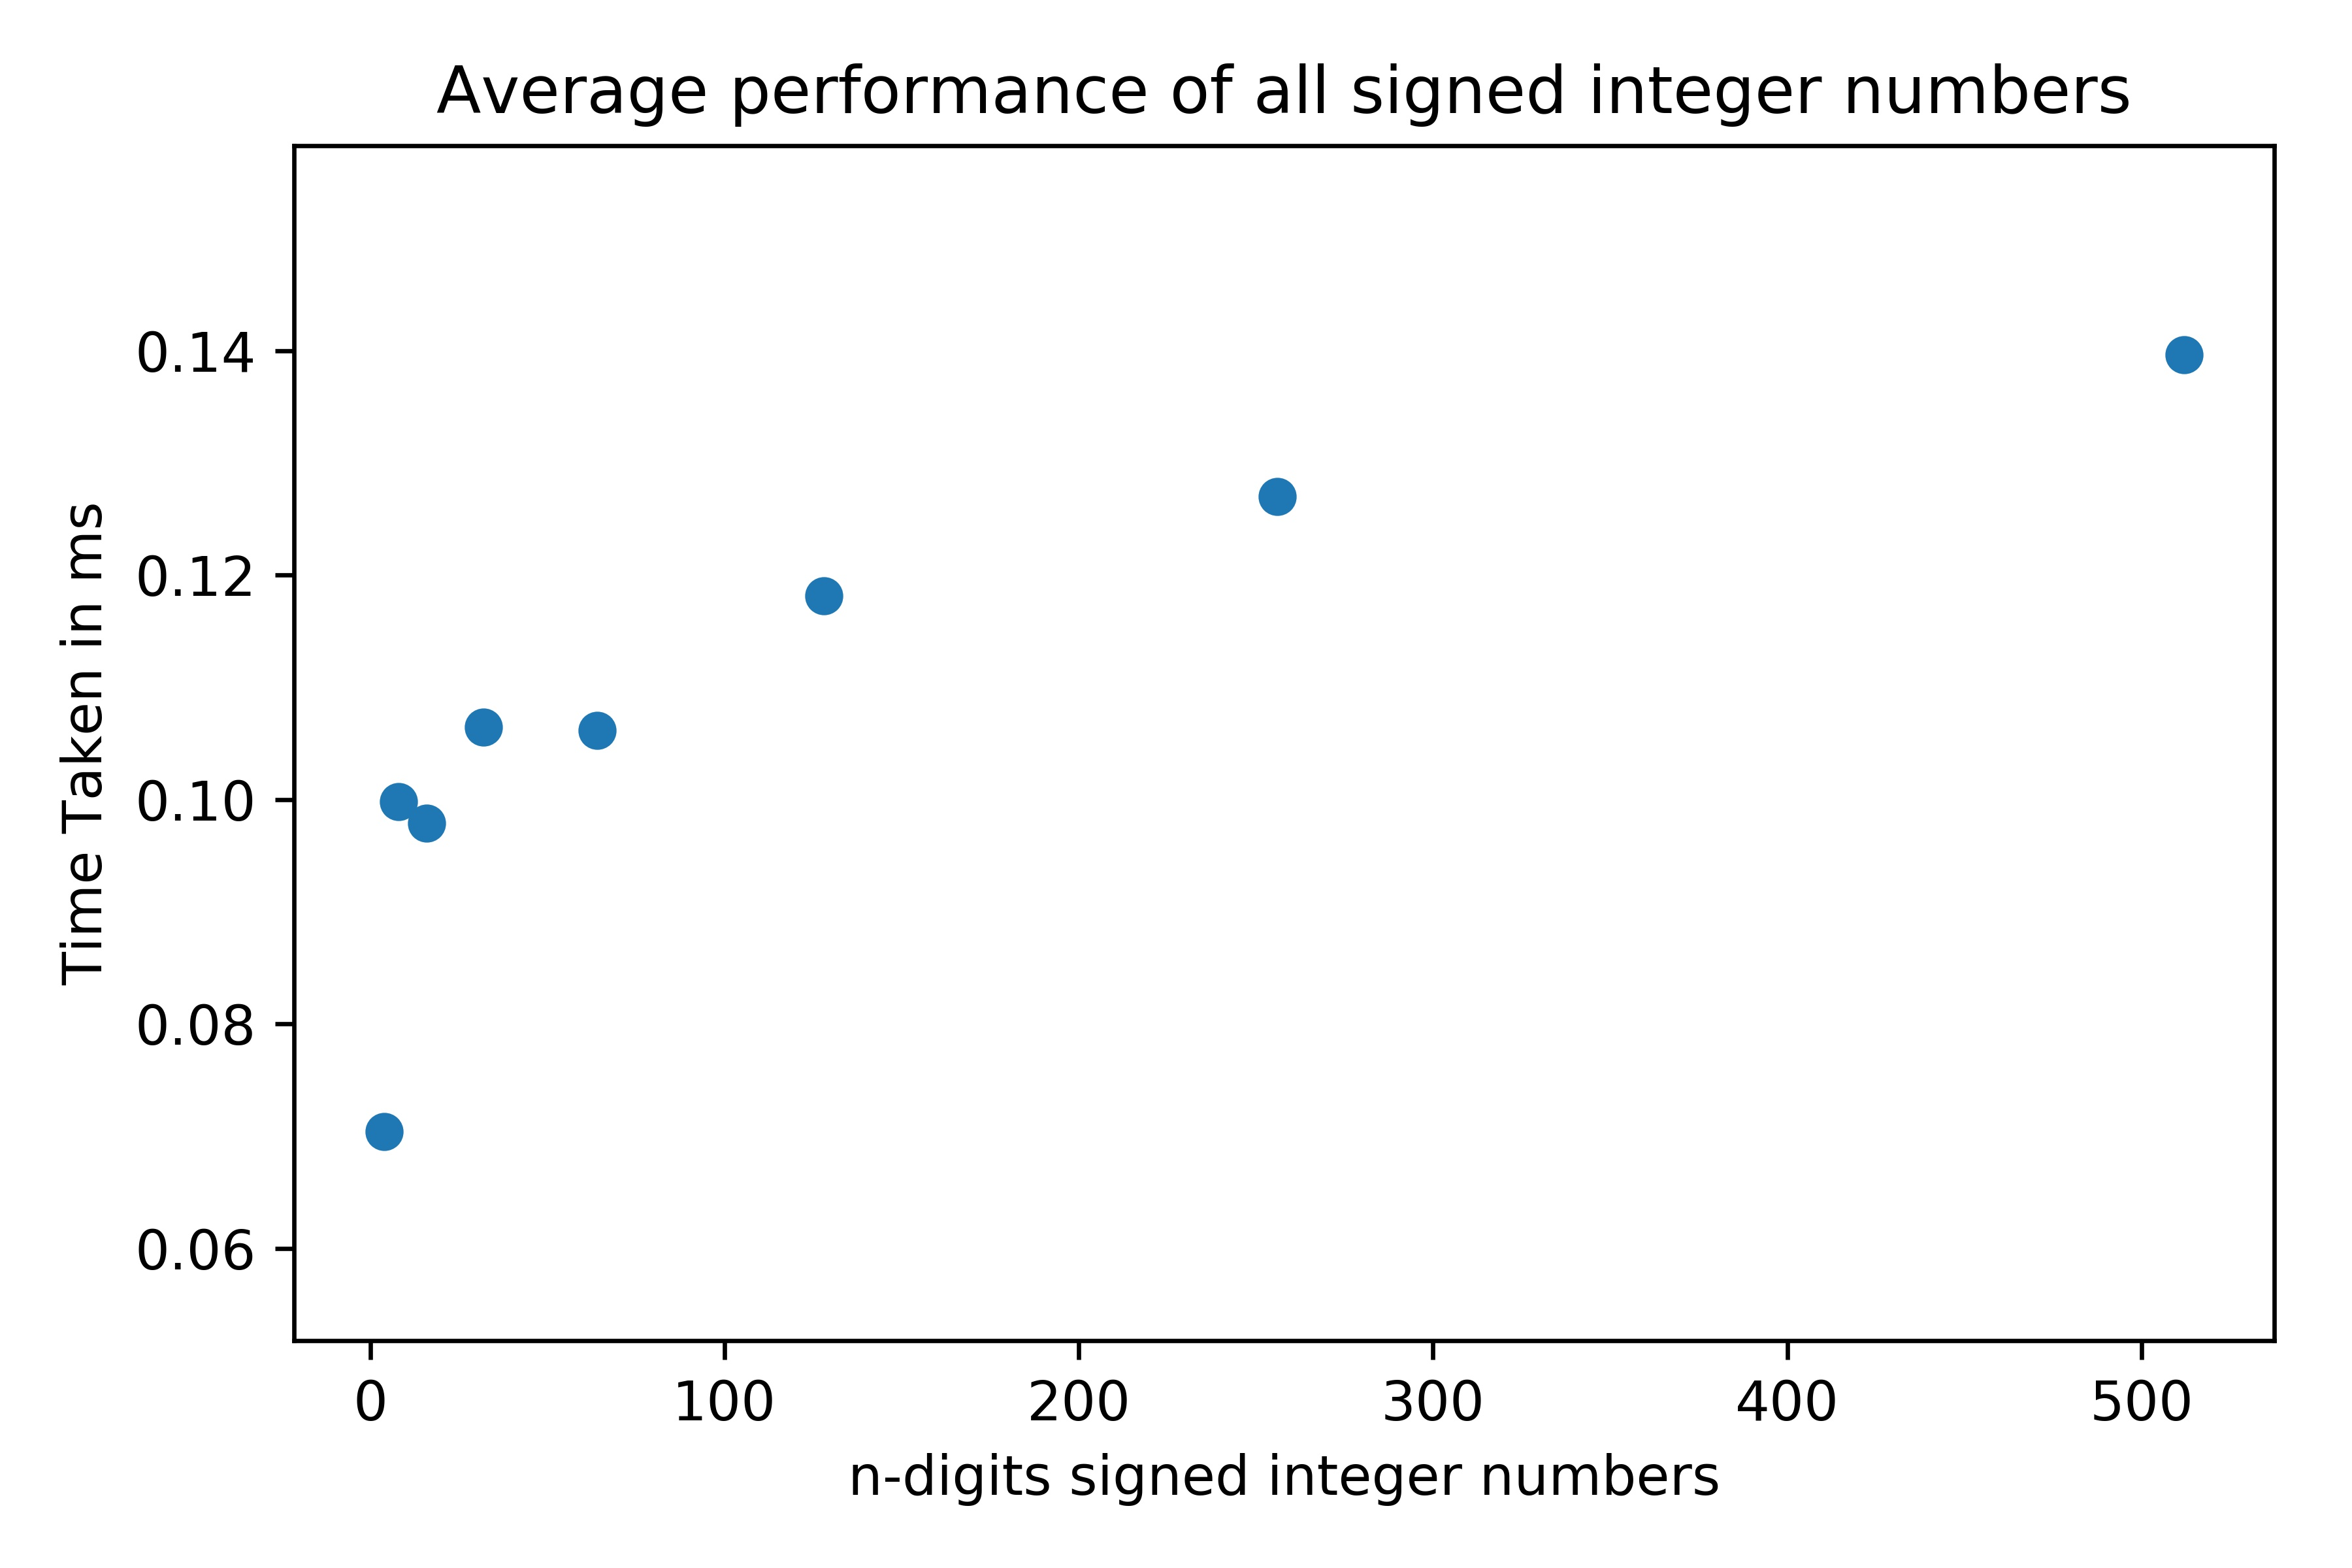 Average performance of all signed integer numbers
Time Taken in ms
0.14
0.12
0.10
0.08
0.06
0 100 200 300 400 500
n-digits signed integer numbers